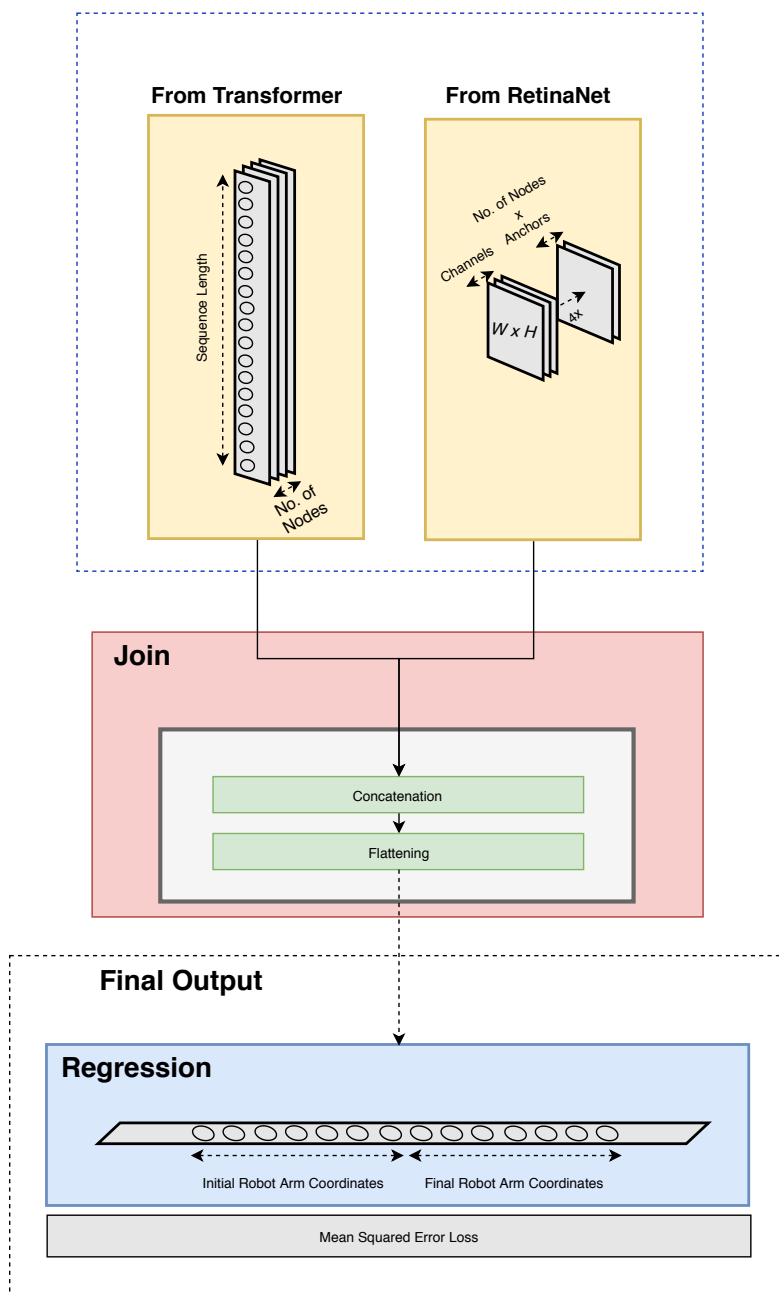 From Transformer
From RetinaNet
Sequence Length
No. of
Nodes
No. of Nodes
x
Anchors
Channels
W x H
4x
Join
Concatenation
Flattening
Final Output
Regression
Initial Robot Arm Coordinates
Final Robot Arm Coordinates
Mean Squared Error Loss